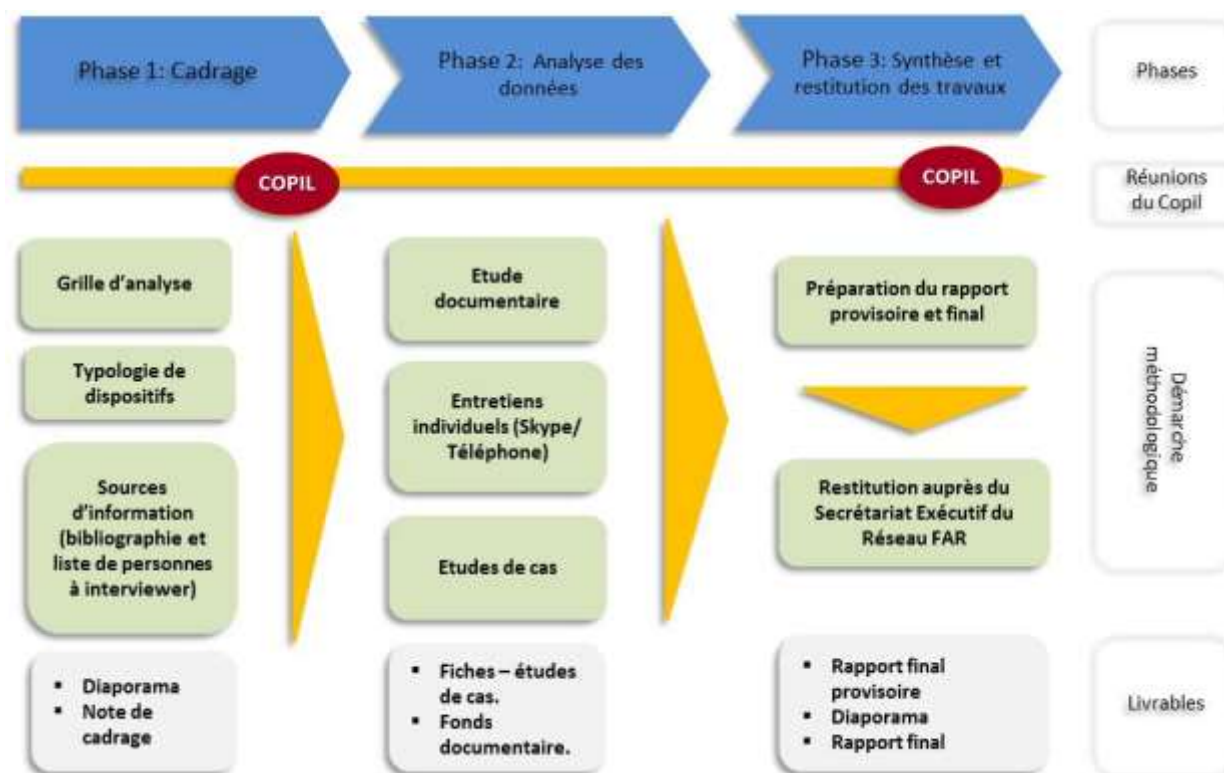 Phase 1: Cadrage
Phase 2: Analyse des
données
Phase 3: Synthèse et
restitution des travaux
Phases
COPIL
COPIL
Réunions
du Copil
Grille d'analyse
Typologie de
dispositifs
Sources
d'information
(bibliographie et
liste de personnes
à interviewer)
Etude
documentaire
Entretiens
individuels (Skype/
Téléphone)
Etudes de cas
Préparation du rapport
provisoire et final
Restitution auprès du
Secrétariat Exécutif du
Réseau FAR
Démarche
méthodologique
▪ Diaporama
▪ Note de
cadrage
▪ Fiches – études
de cas.
▪ Fonds
documentaire.
▪ Rapport final
provisoire
▪ Diaporama
▪ Rapport final
Livrables